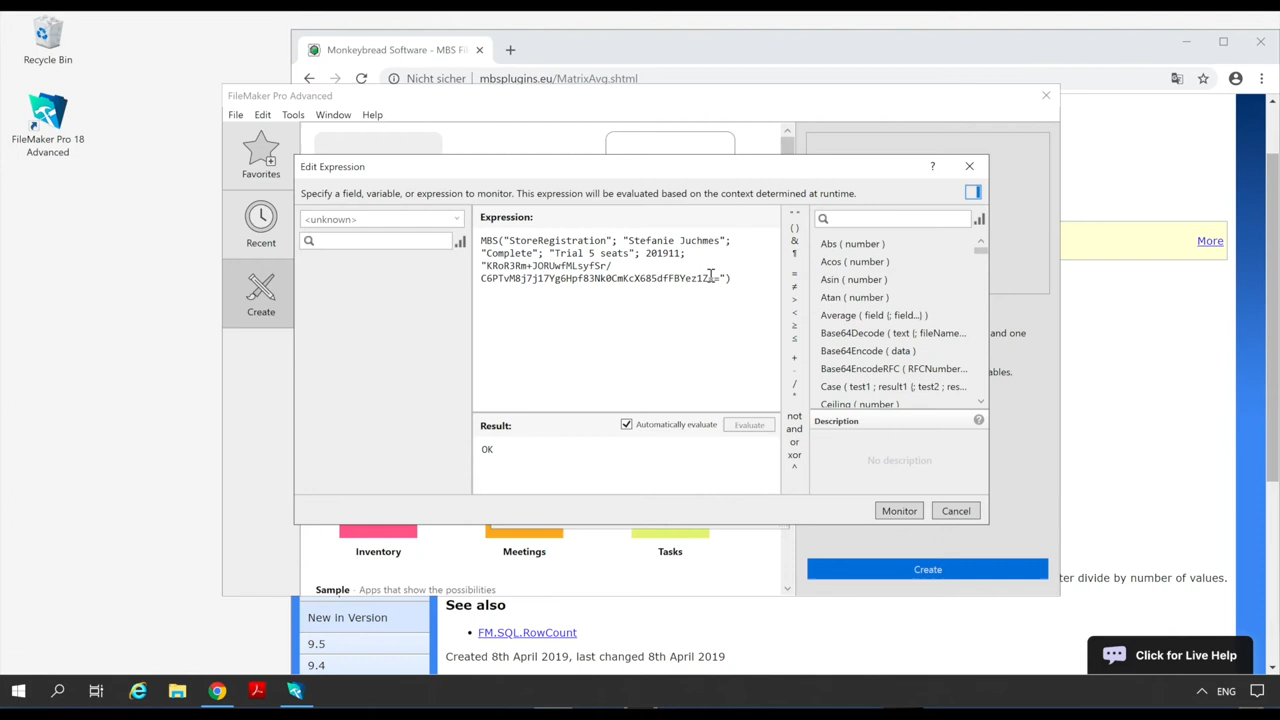 Recycle Bin
FileMaker Pro 18
Advanced
Monkeybread Software - MBS Fi
Nicht sicher
mbsplugins.eu/MatrixAvg.shtml
FileMaker Pro Advanced
File
Edit
Tools
Window
Help
Favorites
Recent
Create
Edit Expression
?
Specify a field, variable, or expression to monitor. This expression will be evaluated based on the context determined at runtime.
<unknown>
Expression:
MBS("StoreRegistration"; "Stefanie Juchmes";
"Complete"; "Trial 5 seats"; 201911;
"KRoR3Rm+JORUwfMLsyfSr/
" "
( )
&
¶
=
≠
>
<
≥
≤
+
-
/
*
not
and
or
xor
^
Abs ( number )
Acos ( number )
Asin ( number )
Atan ( number )
Average ( field {; field...} )
Base64Decode ( text {; fileName...
Base64Encode ( data )
Base64EncodeRFC ( RFCNumber...
Case ( test1 ; result1 {; test2 ; res...
Ceiling ( number )
Description
No description
Result:
Automatically evaluate
Evaluate
OK
Monitor
Cancel
More
and one
ables.
Inventory
Meetings
Tasks
Sample - Apps that show the possibilities
Create
ter divide by number of values.
New in Version
9.5
9.4
See also
FM.SQL.RowCount
Created 8th April 2019, last changed 8th April 2019
Click for Live Help
ENG